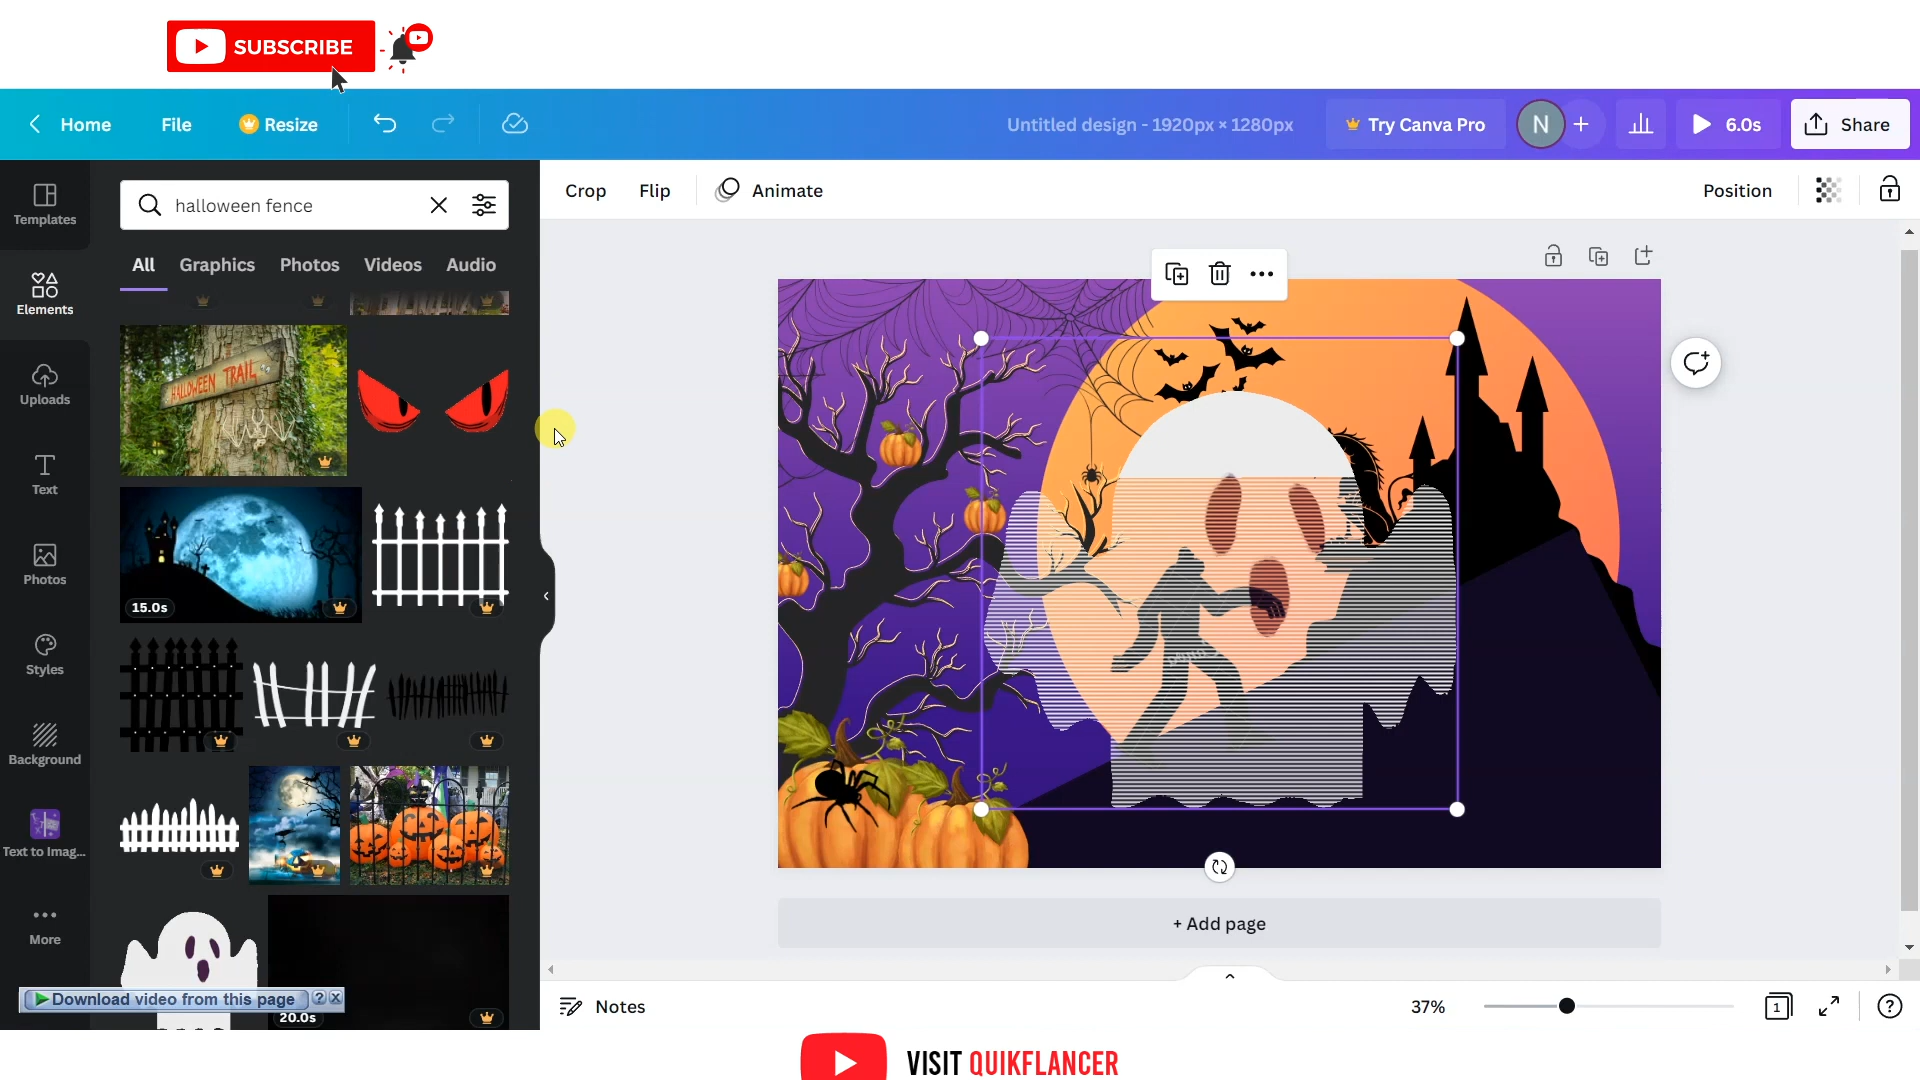 SUBSCRIBE
Home
File
Resize
Untitled design - 1920px × 1280px
Try Canva Pro
N
6.0s
Share
Templates
Elements
Uploads
Text
Photos
Styles
Background
Text to Imag...
More
halloween fence
All
Graphics
Photos
Videos
Audio
HALLOWEEN TRAIL
15.0s
20.0s
Download video from this page
Crop
Flip
Animate
Position
+ Add page
Notes
37%
1
VISIT QUIKFLANCER